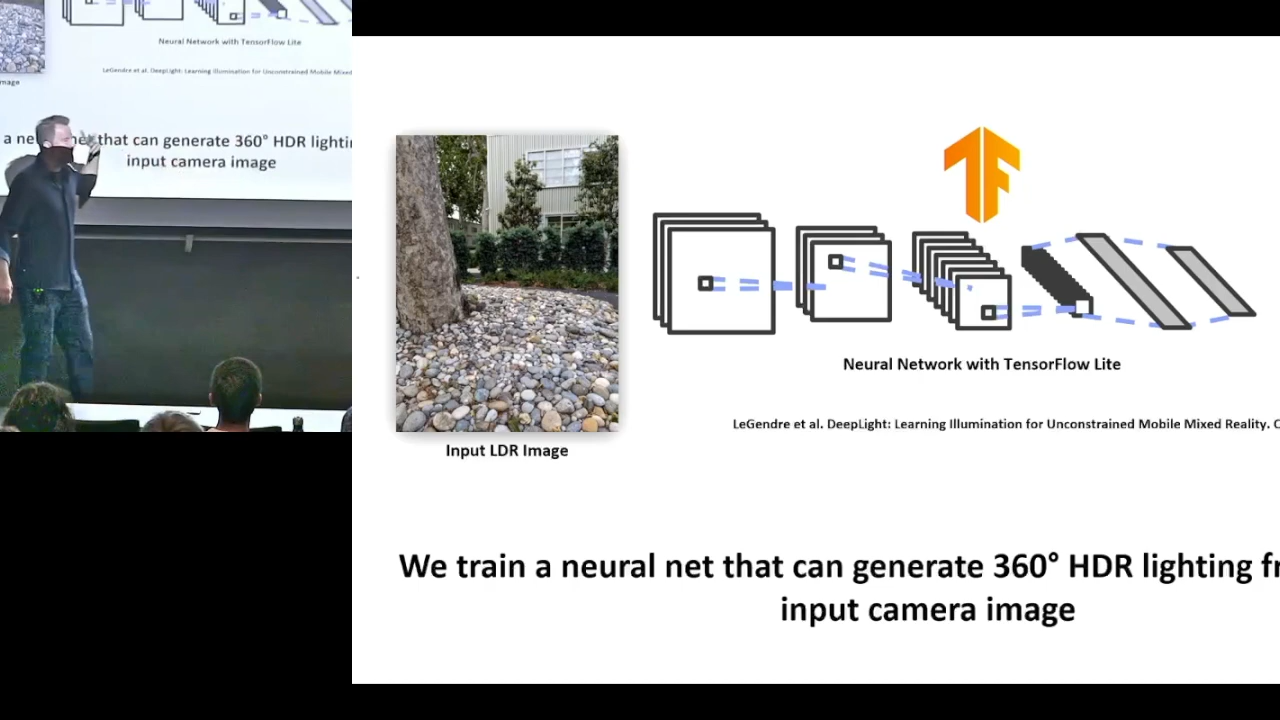 Neural Network with TensorFlow Lite
LeGendre et al. DeepLight: Learning Illumination for Unconstrained Mobile Mixed
mage
a ne net that can generate 360° HDR lightin
input camera image
Neural Network with TensorFlow Lite
LeGendre et al. DeepLight: Learning Illumination for Unconstrained Mobile Mixed Reality. C
Input LDR Image
We train a neural net that can generate 360° HDR lighting fr
input camera image